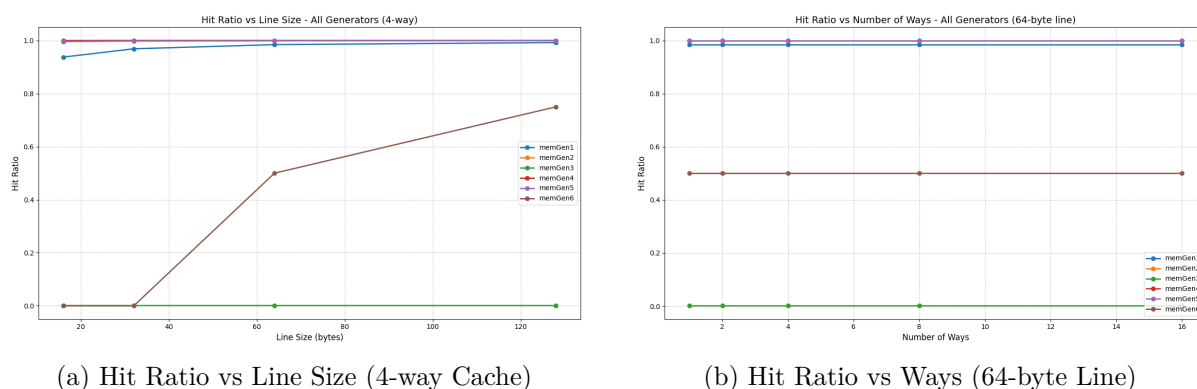 Hit Ratio vs Line Size - All Generators (4-way)
1.0
0.8
0.6
0.4
0.2
0.0
Hit Ratio
20
40
60
80
100
120
Line Size (bytes)
memGen1
memGen2
memGen3
memGen4
memGen5
memGen6
(a) Hit Ratio vs Line Size (4-way Cache)
Hit Ratio vs Number of Ways - All Generators (64-byte line)
1.0
0.8
0.6
0.4
0.2
0.0
Hit Ratio
2
4
6
8
10
12
14
16
Number of Ways
(b) Hit Ratio vs Ways (64-byte Line)